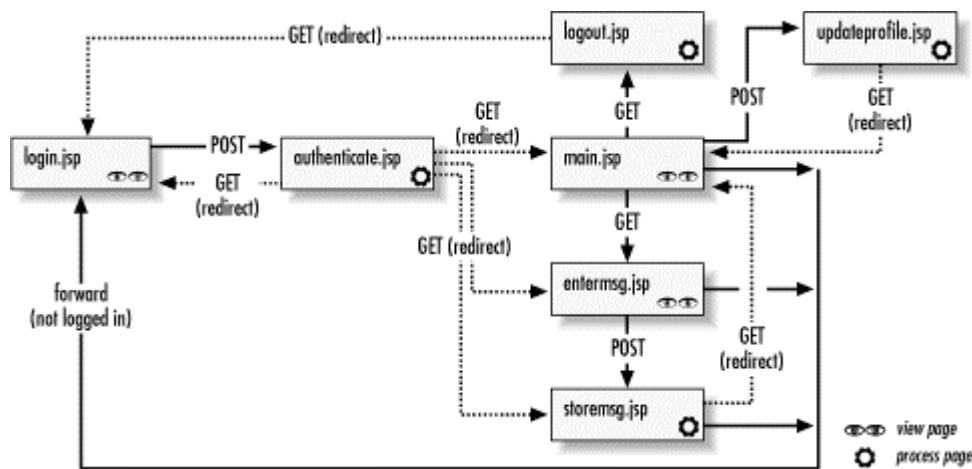 GET (redirect)
logout.jsp
updateprofile.jsp
POST
GET
(redirect)
GET
GET
(redirect)
login.jsp
POST
authenticate.jsp
main.jsp
GET
(redirect)
GET
GET (redirect)
entermsg.jsp
forward
(not logged in)
POST
GET
(redirect)
storemsg.jsp
view page
process page